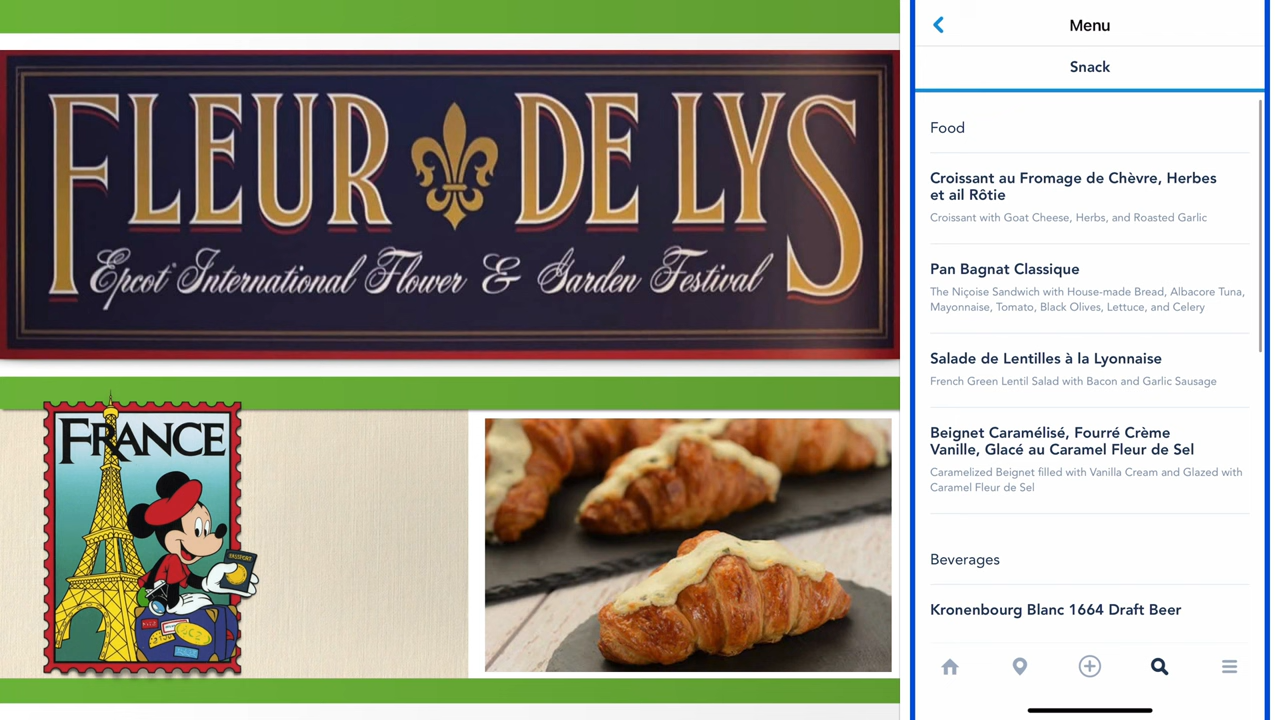 FLEUR DE LYS
Epcot International Flower & Garden Festival
FRANCE
PASSPORT
Menu
Snack
Food
Croissant au Fromage de Chèvre, Herbes
et ail Rôtie
Croissant with Goat Cheese, Herbs, and Roasted Garlic
Pan Bagnat Classique
The Niçoise Sandwich with House-made Bread, Albacore Tuna,
Mayonnaise, Tomato, Black Olives, Lettuce, and Celery
Salade de Lentilles à la Lyonnaise
French Green Lentil Salad with Bacon and Garlic Sausage
Beignet Caramélisé, Fourré Crème
Vanille, Glacé au Caramel Fleur de Sel
Caramelized Beignet filled with Vanilla Cream and Glazed with
Caramel Fleur de Sel
Beverages
Kronenbourg Blanc 1664 Draft Beer